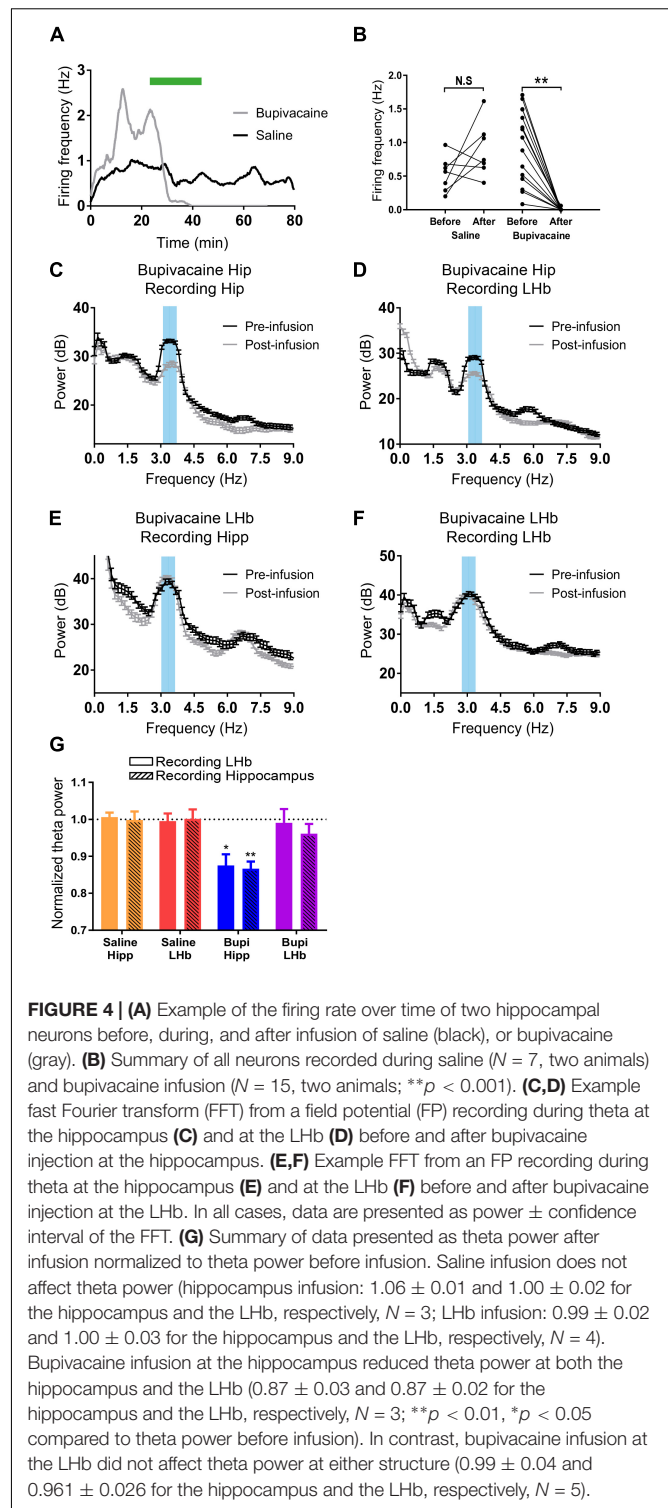 A
B
3
2
1
0
Firing frequency (Hz)
Bupivacaine
Saline
0 20 40 60 80
Time (min)
2.0
1.5
1.0
0.5
0
Firing frequency (Hz)
N.S
**
Before After Before After
Saline Bupivacaine
C
Bupivacaine Hip
Recording Hip
40
30
20
Power (dB)
Pre-infusion
Post-infusion
0.0 1.5 3.0 4.5 6.0 7.5 9.0
Frequency (Hz)
D
Bupivacaine Hip
Recording LHb
40
30
20
10
Power (dB)
Pre-infusion
Post-infusion
0.0 1.5 3.0 4.5 6.0 7.5 9.0
Frequency (Hz)
E
Bupivacaine LHb
Recording Hipp
40
30
20
Power (dB)
Pre-infusion
Post-infusion
0.0 1.5 3.0 4.5 6.0 7.5 9.0
Frequency (Hz)
F
Bupivacaine LHb
Recording LHb
50
40
30
20
Power (dB)
Pre-infusion
Post-infusion
0.0 1.5 3.0 4.5 6.0 7.5 9.0
Frequency (Hz)
G
Recording LHb
Recording Hippocampus
1.1
1.0
0.9
0.8
0.7
Normalized theta power
* **
Saline Saline Bupi Bupi
Hipp LHb Hipp LHb
FIGURE 4 | (A) Example of the firing rate over time of two hippocampal
neurons before, during, and after infusion of saline (black), or bupivacaine
(gray). (B) Summary of all neurons recorded during saline (N = 7, two animals)
and bupivacaine infusion (N = 15, two animals; **p < 0.001). (C,D) Example
fast Fourier transform (FFT) from a field potential (FP) recording during theta at
the hippocampus (C) and at the LHb (D) before and after bupivacaine
injection at the hippocampus. (E,F) Example FFT from an FP recording during
theta at the hippocampus (E) and at the LHb (F) before and after bupivacaine
injection at the LHb. In all cases, data are presented as power ± confidence
interval of the FFT. (G) Summary of data presented as theta power after
infusion normalized to theta power before infusion. Saline infusion does not
affect theta power (hippocampus infusion: 1.06 ± 0.01 and 1.00 ± 0.02 for
the hippocampus and the LHb, respectively, N = 3; LHb infusion: 0.99 ± 0.02
and 1.00 ± 0.03 for the hippocampus and the LHb, respectively, N = 4).
Bupivacaine infusion at the hippocampus reduced theta power at both the
hippocampus and the LHb (0.87 ± 0.03 and 0.87 ± 0.02 for the
hippocampus and the LHb, respectively, N = 3; **p < 0.01, *p < 0.05
compared to theta power before infusion). In contrast, bupivacaine infusion at
the LHb did not affect theta power at either structure (0.99 ± 0.04 and
0.961 ± 0.026 for the hippocampus and the LHb, respectively, N = 5).